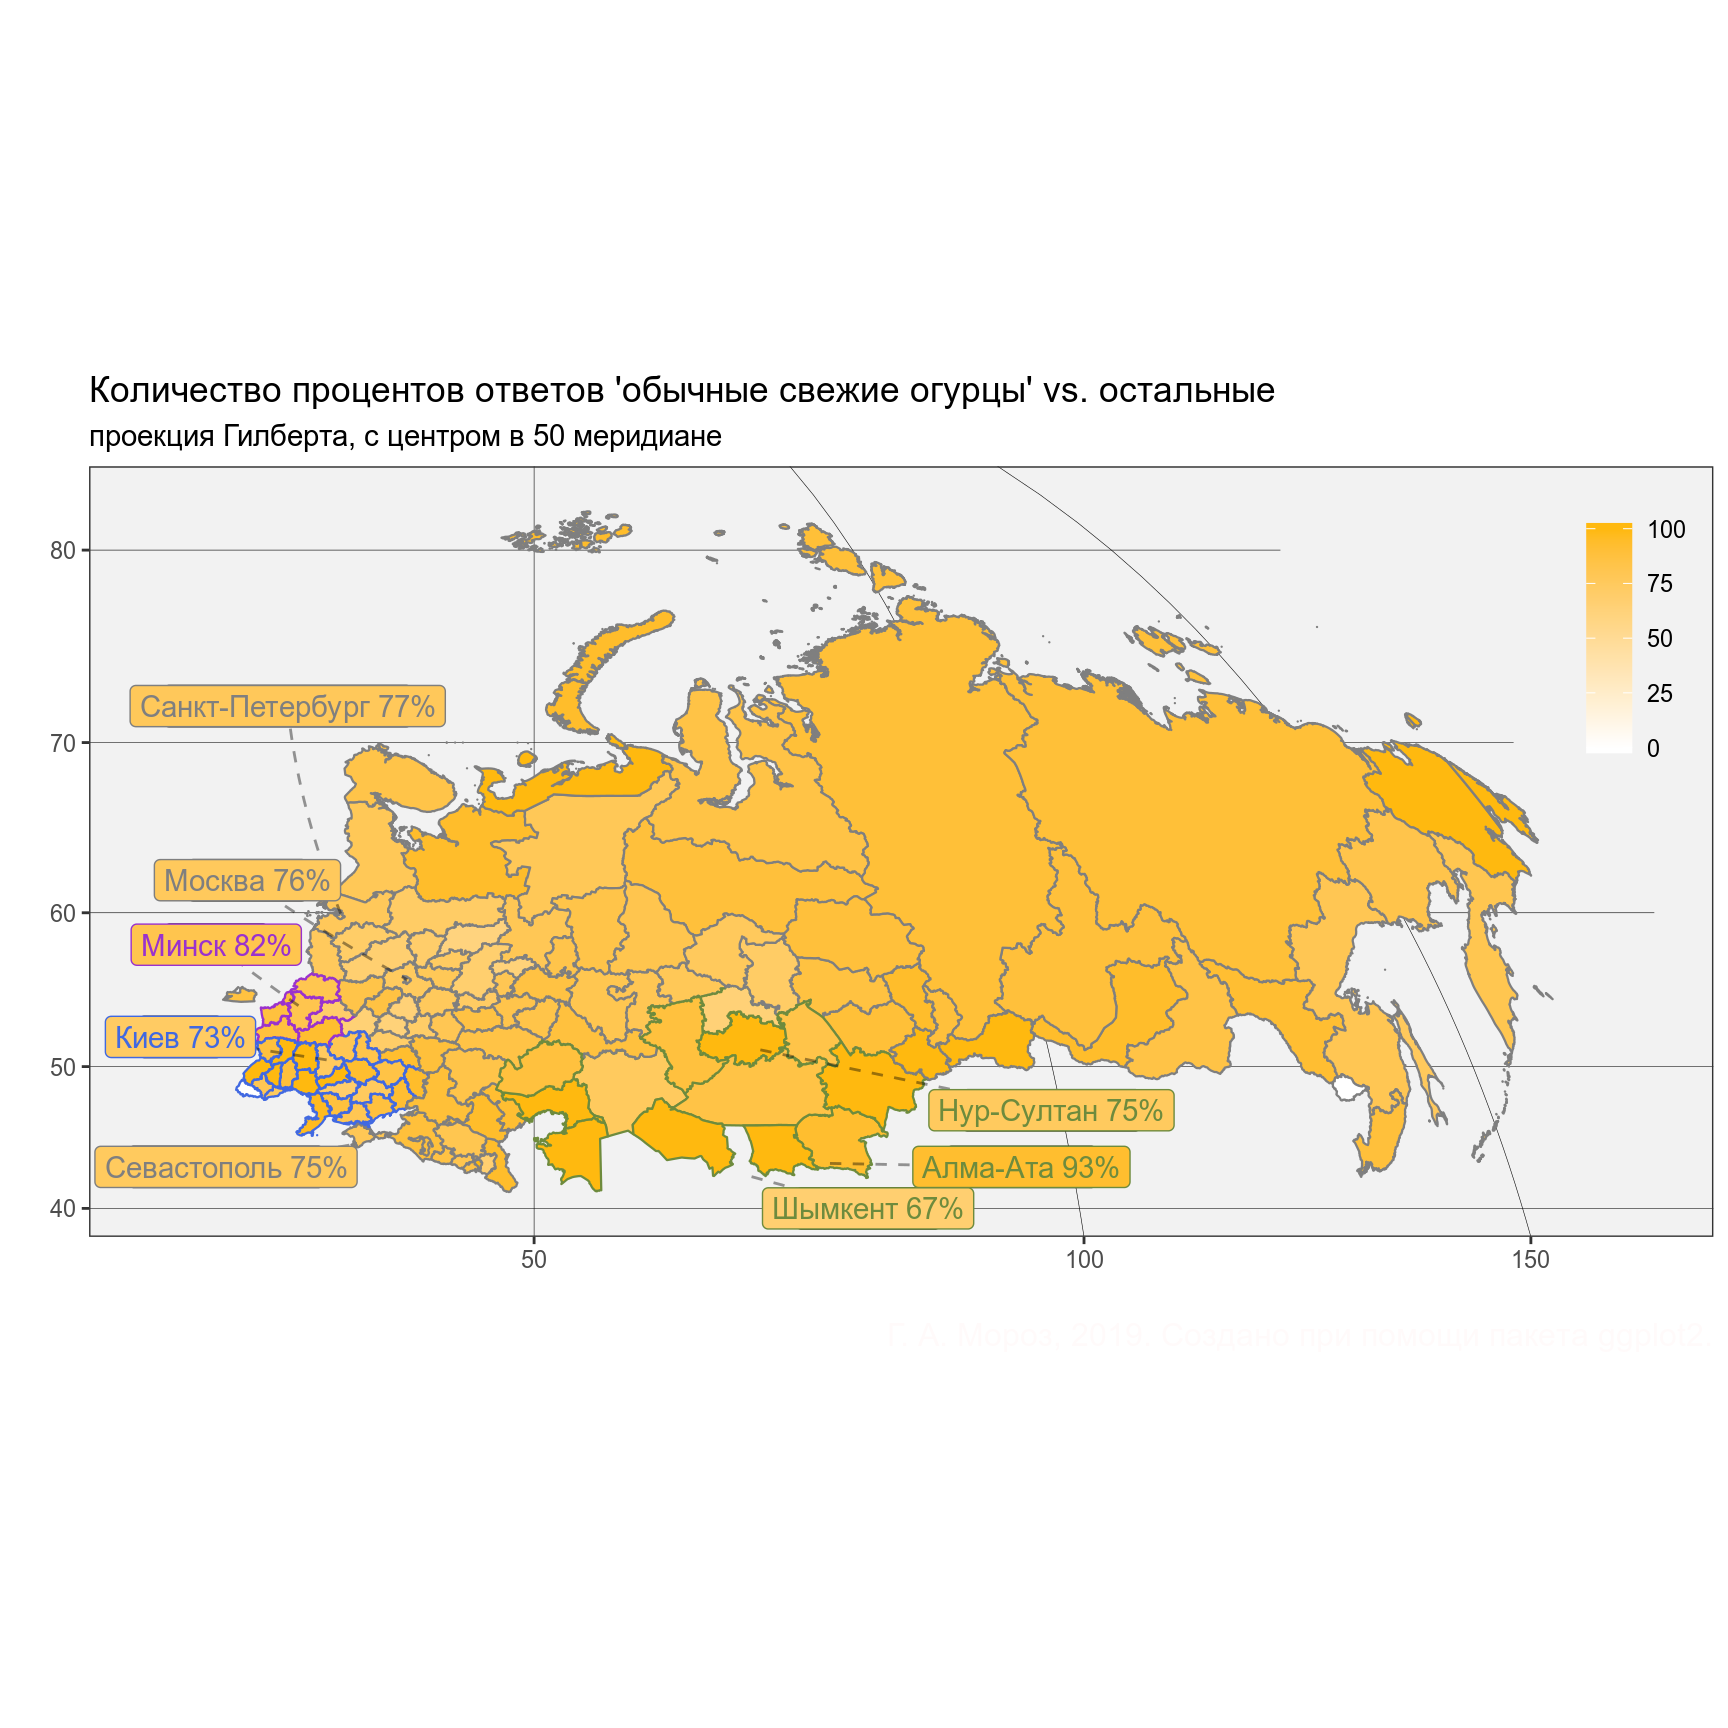 Количество процентов ответов 'обычные свежие огурцы' vs. остальные
проекция Гилберта, с центром в 50 меридиане
100
75
50
25
0
80
70
60
50
40
Санкт-Петербург 77%
Москва 76%
Минск 82%
Киев 73%
Севастополь 75%
Нур-Султан 75%
Алма-Ата 93%
Шымкент 67%
50
100
150
Г. А. Мороз, 2019. Создано при помощи пакета ggplot2.